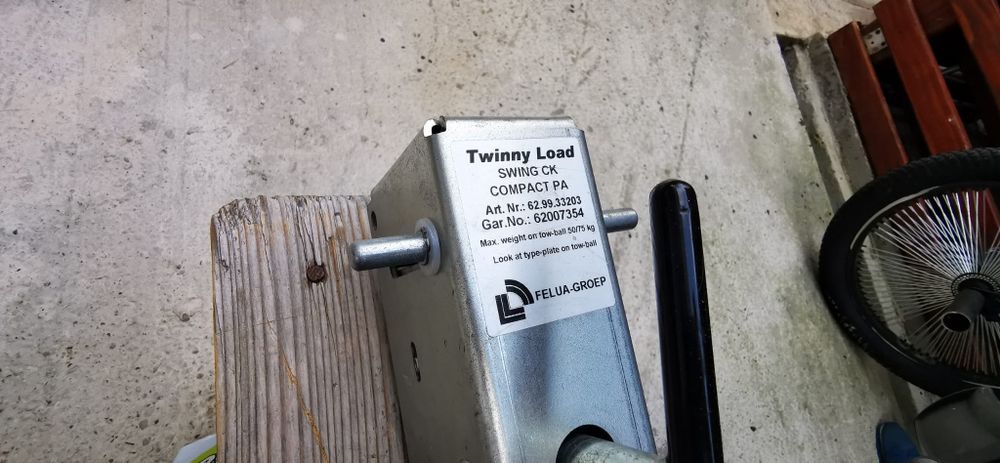 Twinny Load
SWING CK
COMPACT PA
Art. Nr.: 62.99.33203
Gar.No.: 62007354
Max. weight on tow-ball 50/75 kg
Look at type-plate on tow-ball
FELUA-GROEP